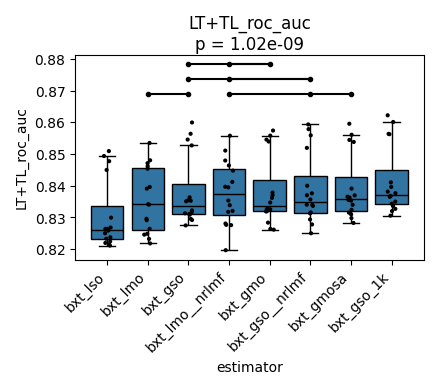 LT+TL_roc_auc
p = 1.02e-09
LT+TL_roc_auc
0.88
0.87
0.86
0.85
0.84
0.83
0.82
bxt_lso
bxt_lmo
bxt_gso
bxt_lmo__nrlmf
bxt_gmo
bxt_gso__nrlmf
bxt_gmosa
bxt_gso_1k
estimator